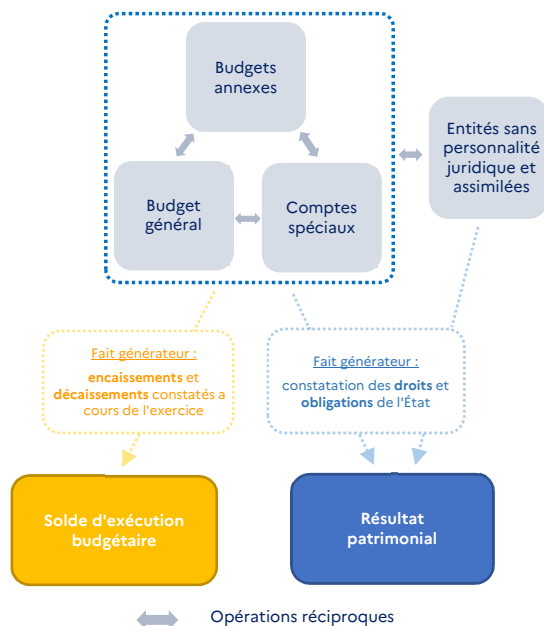 Budgets
annexes
Entités sans
personnalité
juridique et
assimilées
Budget
général
Comptes
spéciaux
Fait générateur :
encaissements et
décaissements constatés a
cours de l'exercice
Fait générateur :
constatation des droits et
obligations de l'État
Solde d'exécution
budgétaire
Résultat
patrimonial
Opérations réciproques